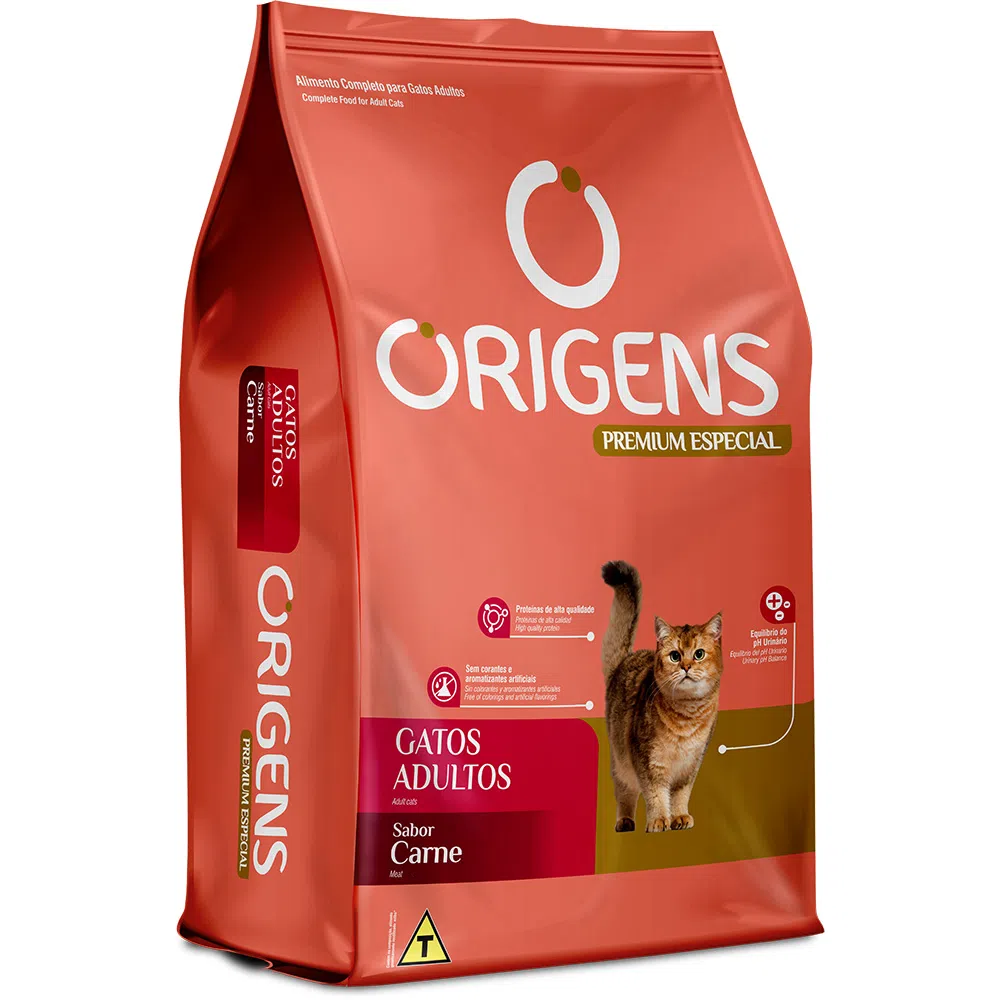 Alimento Completo para Gatos Adultos
Complete Food for Adult Cats
ORIGENS
PREMIUM ESPECIAL
Proteínas de alta qualidade
Proteínas de alta calidad
High quality protein
Sem corantes e
aromatizantes artificiais
Sin colorantes y aromatizantes artificiales
Free of colorings and artificial flavorings
Equilíbrio do
pH Urinário
Equilibrio del pH Urinario
Urinary pH Balance
GATOS
ADULTOS
Adult cats
Sabor
Carne
Meat
T
GATOS
ADULTOS
Sabor
Carne
ORIGENS
PREMIUM ESPECIAL